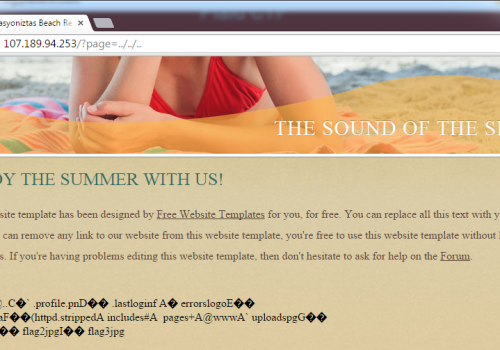 asyoniztas Beach Re
107.189.94.253/?page=../../..
THE SOUND OF THE S
OY THE SUMMER WITH US!
site template has been designed by Free Website Templates for you, for free. You can replace all this text with y
can remove any link to our website from this website template, you're free to use this website template without
s. If you're having problems editing this website template, then don't hesitate to ask for help on the Forum.
..C�` .profile.pnD�� .lastloginf A� errorslogoE��
aF��(httpd.strippedA includes#A pages+A@wwwA` uploadspgG��
�� flag2jpgI�� flag3jpg